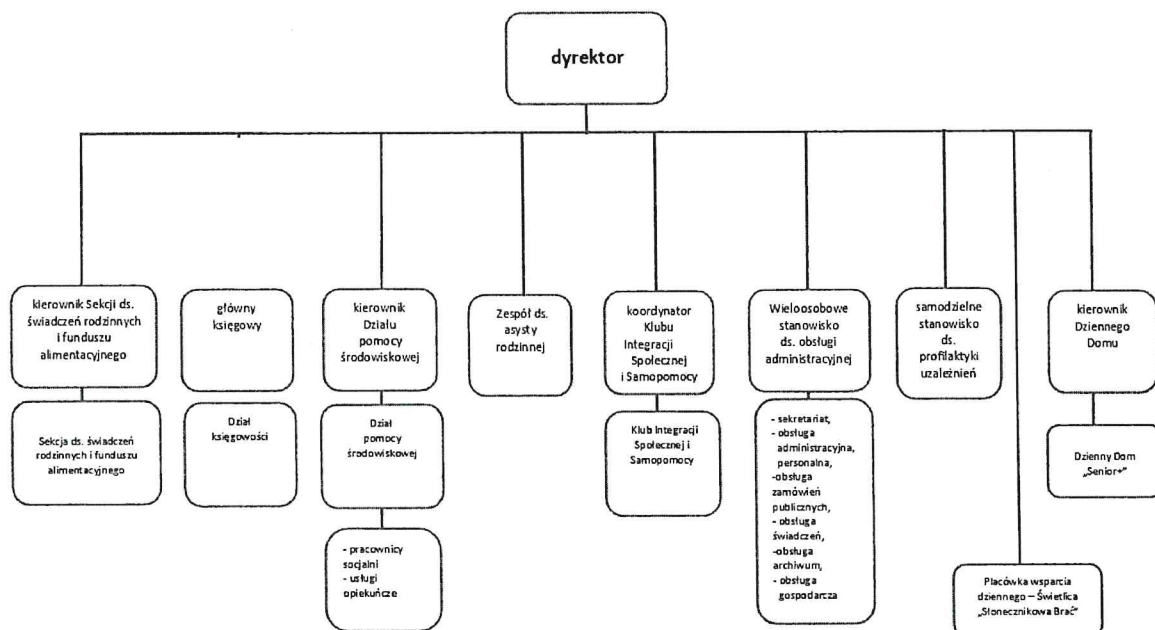 dyrektor
kierownik Sekcji ds.
świadczeń rodzinnych
i funduszu
alimentacyjnego
główny
księgowy
kierownik
Działu
pomocy
środowiskowej
Zespół ds.
asysty
rodzinnej
koordynator
Klubu
Integracji
Społecznej
i Samopomocy
Wieloosobowe
stanowisko
ds. obsługi
administracyjnej
samodzielne
stanowisko
ds.
profilaktyki
uzależnień
kierownik
Dziennego
Domu
Sekcja ds. świadczeń
rodzinnych i funduszu
alimentacyjnego
Dział
księgowości
Dział
pomocy
środowiskowej
Klub Integracji
Społecznej i
Samopomocy
- sekretariat,
- obsługa
administracyjna,
personalna,
-obsługa
zamówień
publicznych,
- obsługa
świadczeń,
-obsługa
archiwum,
- obsługa
gospodarcza
Dzienny Dom
„Senior+”
- pracownicy
socjalni
- usługi
opiekuńcze
Placówka wsparcia
dziennego – Świetlica
„Słonecznikowa Brać”